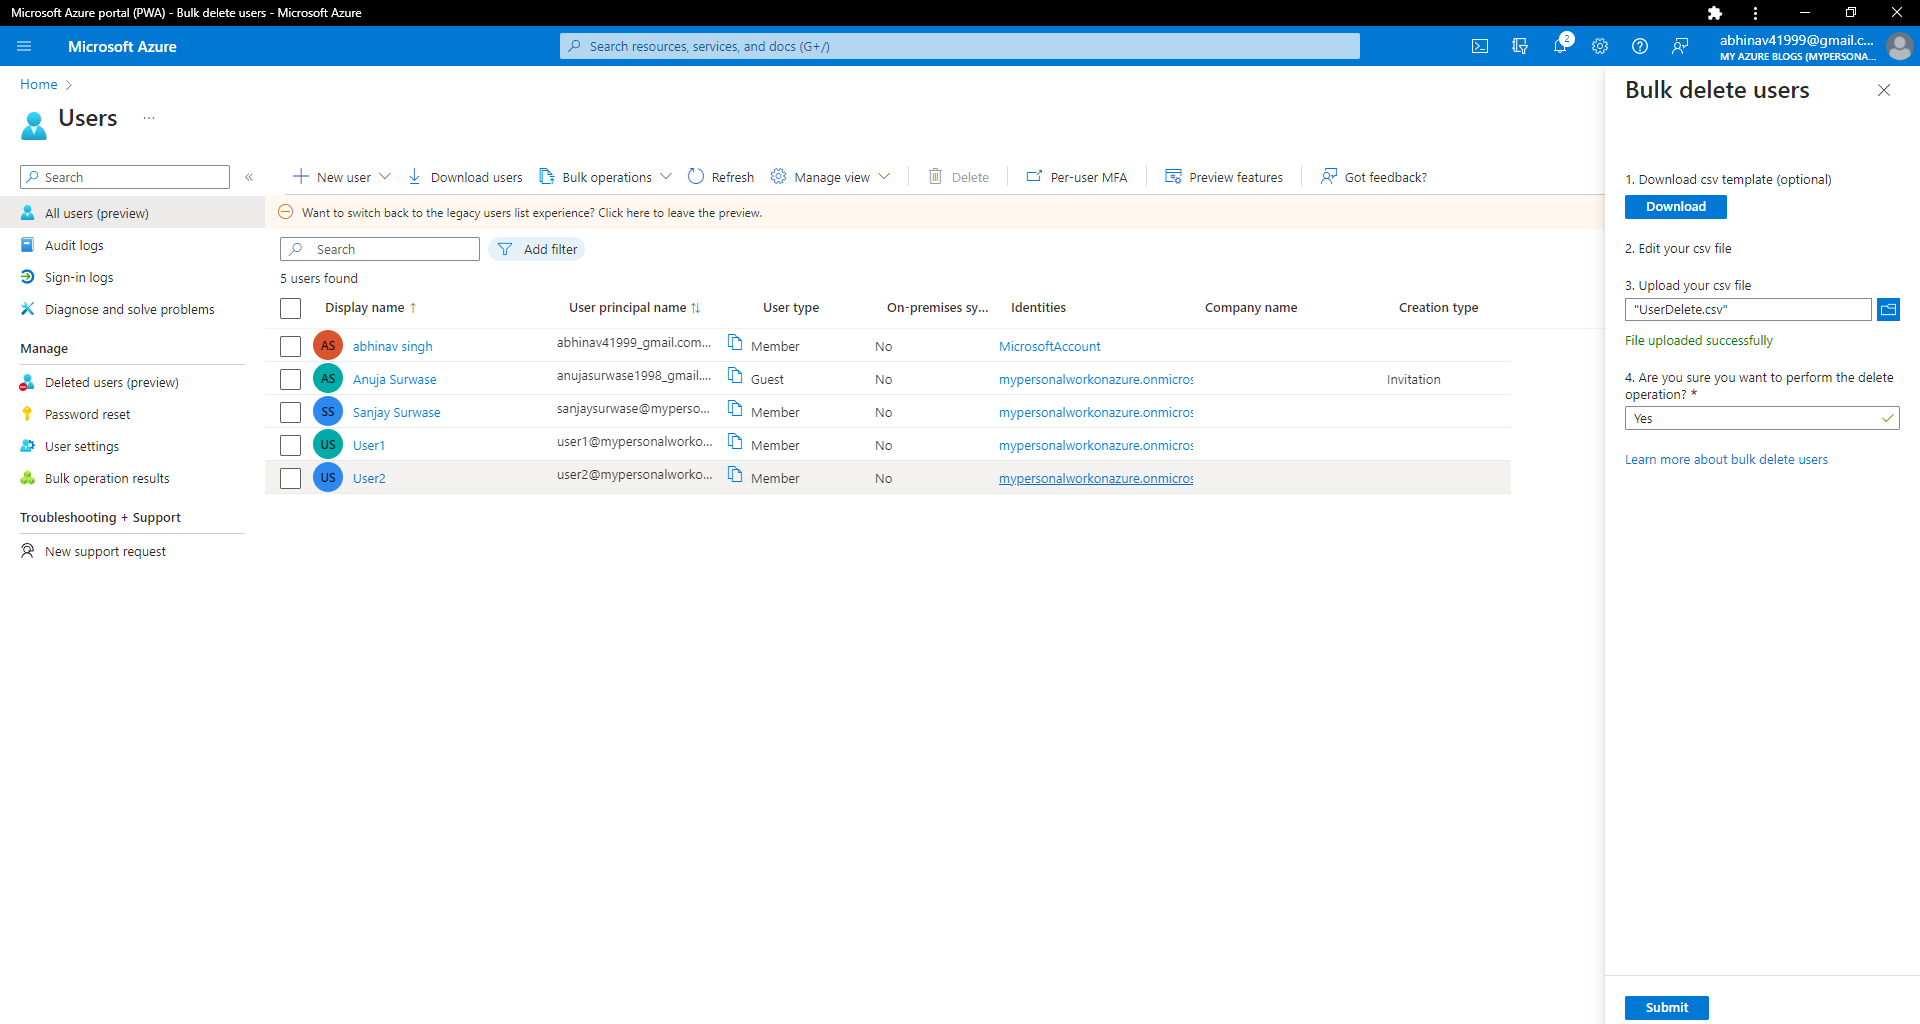 Microsoft Azure portal (PWA) - Bulk delete users - Microsoft Azure
Microsoft Azure
Search resources, services, and docs (G+/)
2
abhinav41999@gmail.c...
MY AZURE BLOGS (MYPERSONA...
Home
Users
...
Search
«
New user
Download users
Bulk operations
Refresh
Manage view
Delete
Per-user MFA
Preview features
Got feedback?
All users (preview)
Audit logs
Sign-in logs
Diagnose and solve problems
Manage
Deleted users (preview)
Password reset
User settings
Bulk operation results
Troubleshooting + Support
New support request
Want to switch back to the legacy users list experience? Click here to leave the preview.
Search
Add filter
5 users found
Display name ↑ User principal name ↑↓ User type On-premises sy... Identities Company name Creation type
AS abhinav singh abhinav41999_gmail.com... Member No MicrosoftAccount
AS Anuja Surwase anujasurwase1998_gmail.... Guest No mypersonalworkonazure.onmicros Invitation
SS Sanjay Surwase sanjaysurwase@myperso... Member No mypersonalworkonazure.onmicros
US User1 user1@mypersonalworko... Member No mypersonalworkonazure.onmicros
US User2 user2@mypersonalworko... Member No mypersonalworkonazure.onmicros
Bulk delete users
1. Download csv template (optional)
Download
2. Edit your csv file
3. Upload your csv file
"UserDelete.csv"
File uploaded successfully
4. Are you sure you want to perform the delete
operation? *
Yes
Learn more about bulk delete users
Submit